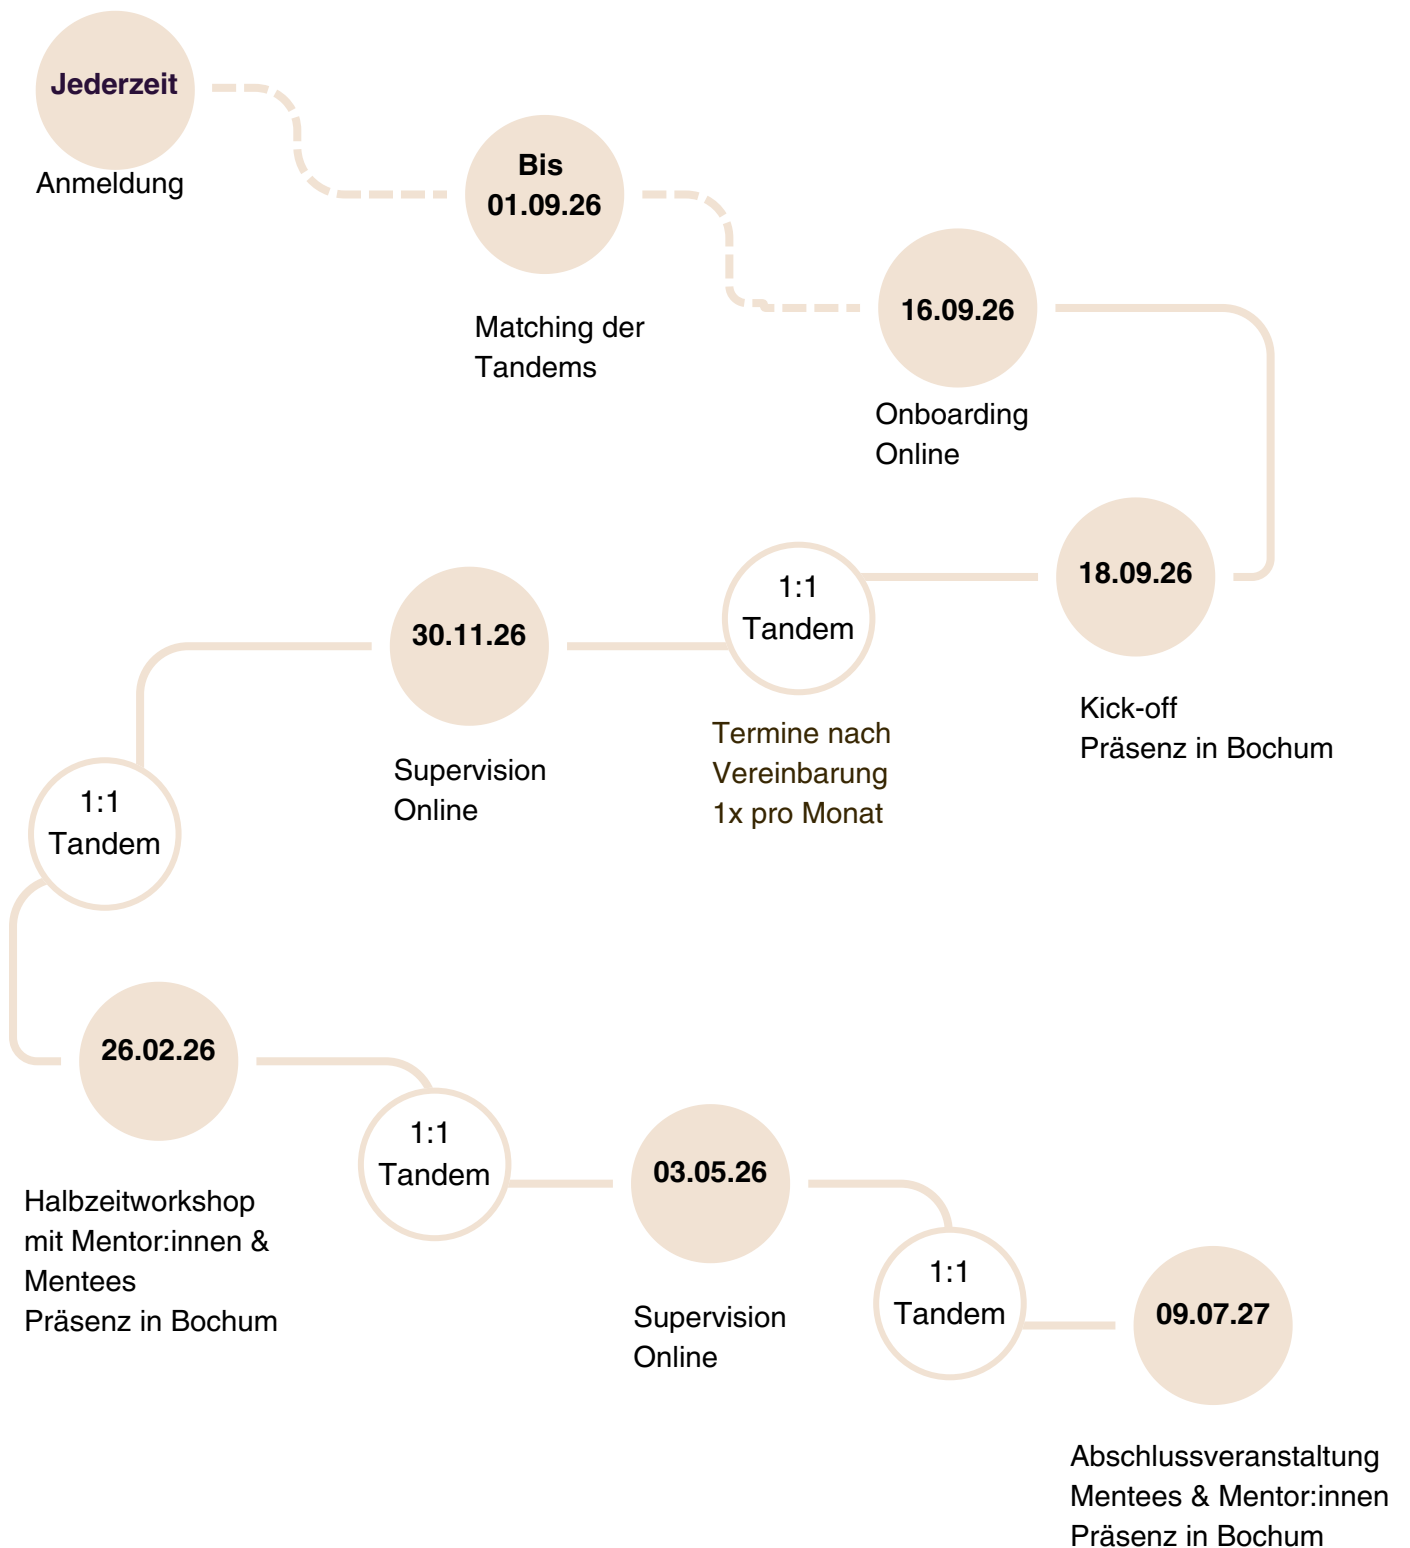 Jederzeit
Anmeldung
Bis
01.09.26
Matching der
Tandems
16.09.26
Onboarding
Online
18.09.26
Kick-off
Präsenz in Bochum
1:1
Tandem
Termine nach
Vereinbarung
1x pro Monat
30.11.26
Supervision
Online
1:1
Tandem
26.02.26
Halbzeitworkshop
mit Mentor:innen &
Mentees
Präsenz in Bochum
1:1
Tandem
03.05.26
Supervision
Online
1:1
Tandem
09.07.27
Abschlussveranstaltung
Mentees & Mentor:innen
Präsenz in Bochum